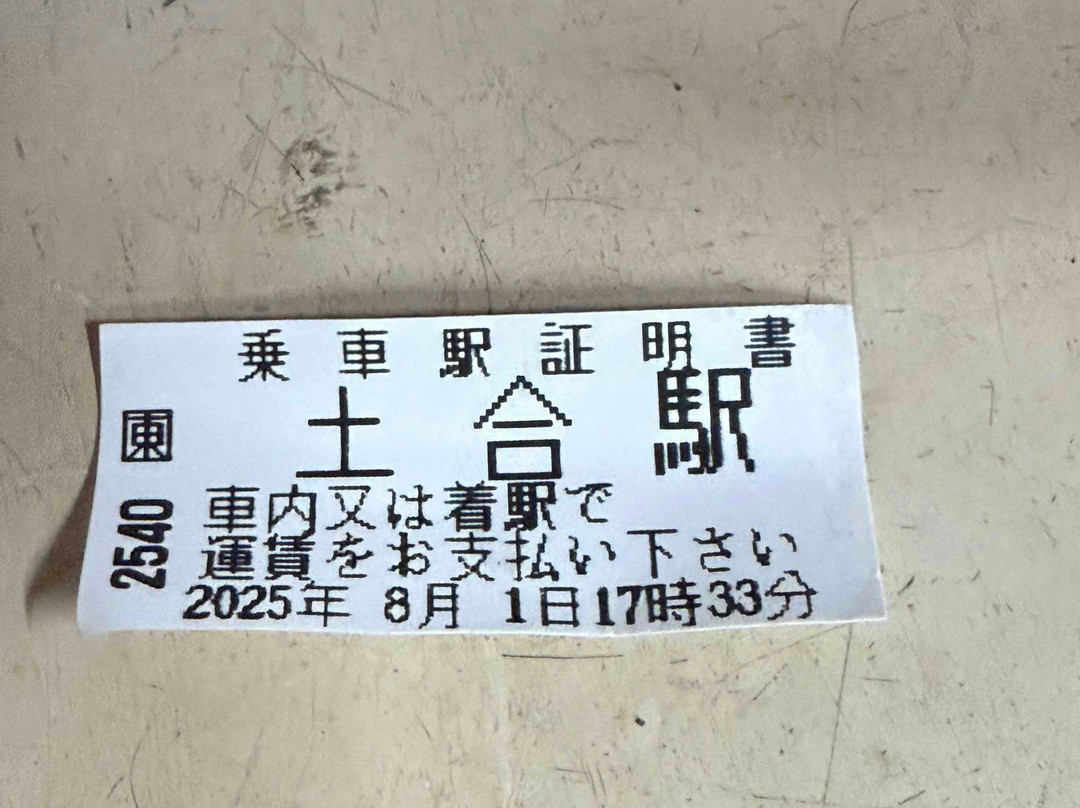 乗車駅証明書
土合駅
東
2540
車内又は着駅で
運賃をお支払い下さい
2025年 8月 1日17時33分